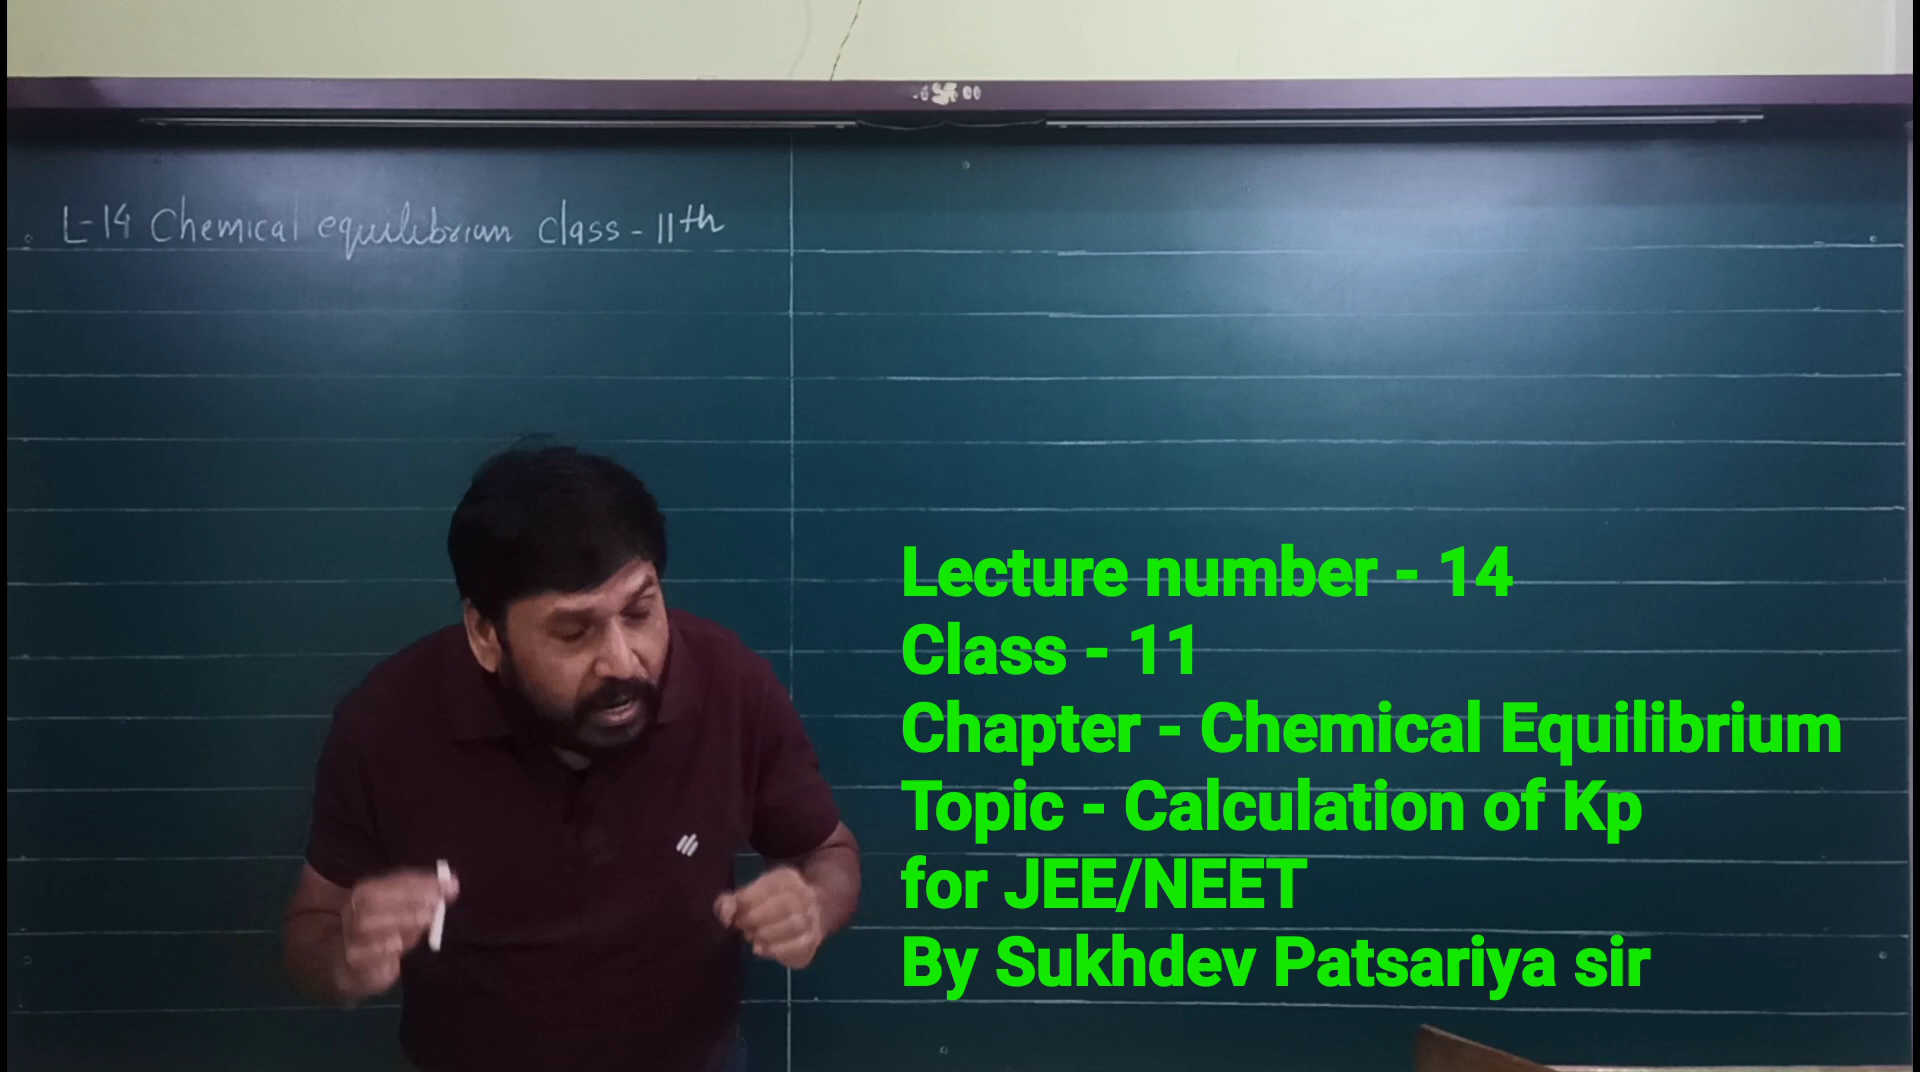 L-14 Chemical equilibrium class - 11th
Lecture number - 14
Class - 11
Chapter - Chemical Equilibrium
Topic - Calculation of Kp
for JEE/NEET
By Sukhdev Patsariya sir